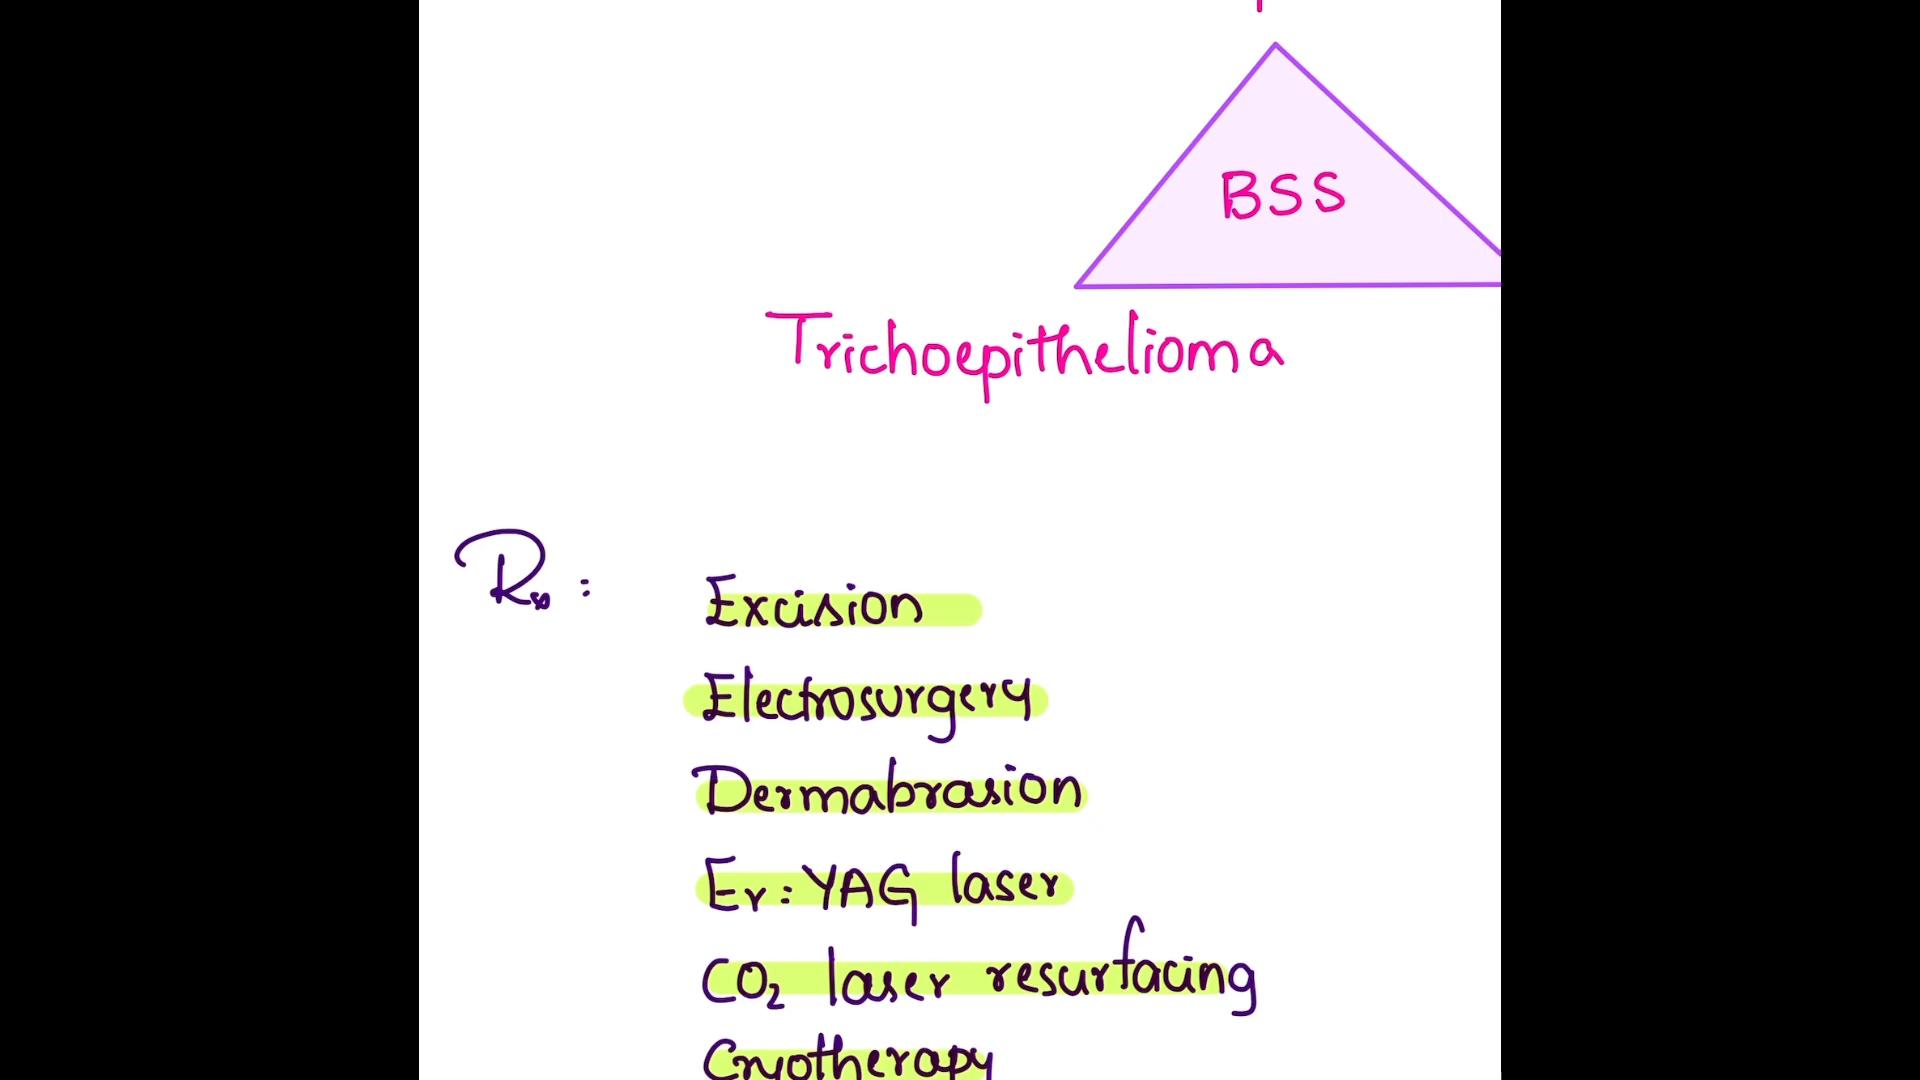 BSS
Trichoepithelioma
Rx :
Excision
Electrosurgery
Dermabrasion
Er: YAG laser
CO₂ laser resurfacing
Cryotherapy